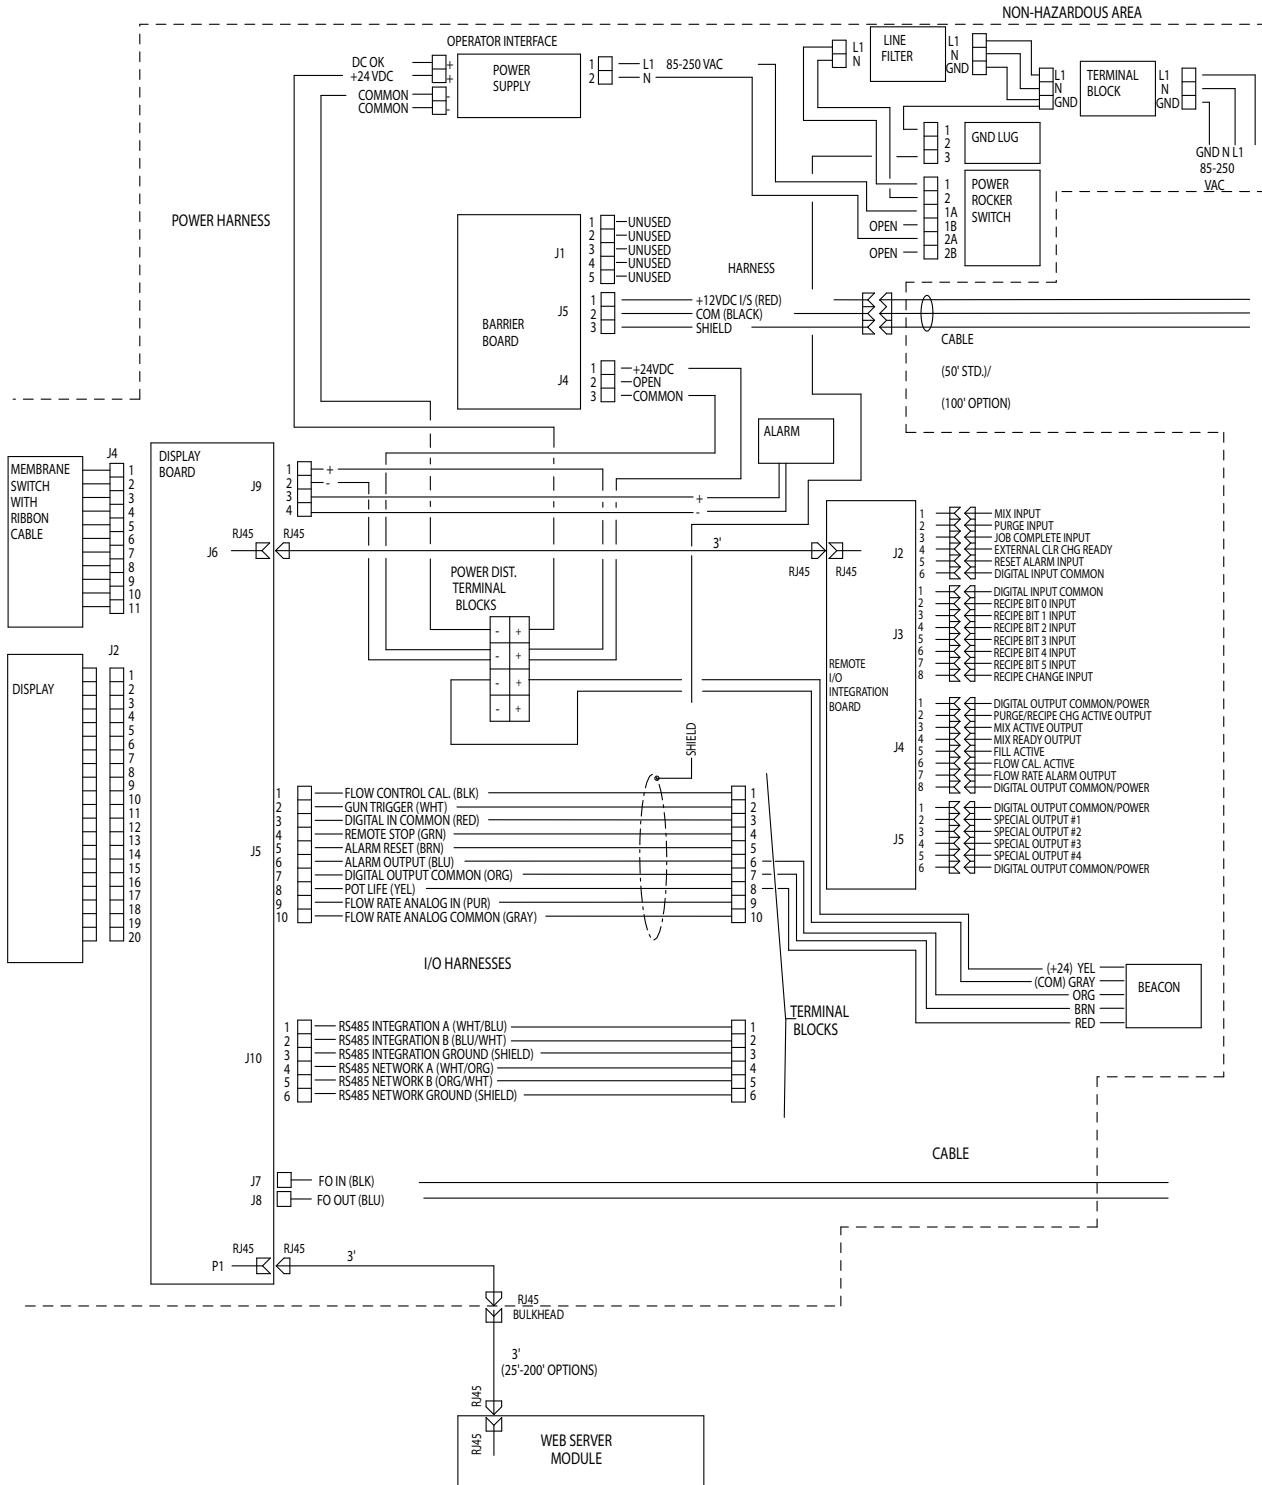 NON-HAZARDOUS AREA
OPERATOR INTERFACE
DC OK
+24 VDC
COMMON
COMMON
+
+
-
-
POWER
SUPPLY
1
2
L1 85-250 VAC
N
L1
N
LINE
FILTER
L1
N
GND
L1
N
GND
TERMINAL
BLOCK
L1
N
GND
GND N L1
85-250
VAC
1
2
3
GND LUG
1
2
1A
1B
2A
2B
OPEN
OPEN
POWER
ROCKER
SWITCH
POWER HARNESS
BARRIER
BOARD
J1
1 UNUSED
2 UNUSED
3 UNUSED
4 UNUSED
5 UNUSED
HARNESS
J5
1 +12VDC I/S (RED)
2 COM (BLACK)
3 SHIELD
J4
1 +24VDC
2 OPEN
3 COMMON
CABLE
(50' STD.)/
(100' OPTION)
ALARM
MEMBRANE
SWITCH
WITH
RIBBON
CABLE
J4
1
2
3
4
5
6
7
8
9
10
11
DISPLAY
BOARD
J9
1 +
2 -
3
4
+
-
J6
RJ45
RJ45
3'
RJ45
RJ45
POWER DIST.
TERMINAL
BLOCKS
- +
- +
- +
- +
SHIELD
REMOTE
I/O
INTEGRATION
BOARD
J2
1 MIX INPUT
2 PURGE INPUT
3 JOB COMPLETE INPUT
4 EXTERNAL CLR CHG READY
5 RESET ALARM INPUT
6 DIGITAL INPUT COMMON
J3
1 DIGITAL INPUT COMMON
2 RECIPE BIT 0 INPUT
3 RECIPE BIT 1 INPUT
4 RECIPE BIT 2 INPUT
5 RECIPE BIT 3 INPUT
6 RECIPE BIT 4 INPUT
7 RECIPE BIT 5 INPUT
8 RECIPE CHANGE INPUT
J4
1 DIGITAL OUTPUT COMMON/POWER
2 PURGE/RECIPE CHG ACTIVE OUTPUT
3 MIX ACTIVE OUTPUT
4 MIX READY OUTPUT
5 FILL ACTIVE
6 FLOW CAL. ACTIVE
7 FLOW RATE ALARM OUTPUT
8 DIGITAL OUTPUT COMMON/POWER
J5
1 DIGITAL OUTPUT COMMON/POWER
2 SPECIAL OUTPUT #1
3 SPECIAL OUTPUT #2
4 SPECIAL OUTPUT #3
5 SPECIAL OUTPUT #4
6 DIGITAL OUTPUT COMMON/POWER
DISPLAY
J2
1
2
3
4
5
6
7
8
9
10
11
12
13
14
15
16
17
18
19
20
J5
1 FLOW CONTROL CAL. (BLK) 1
2 GUN TRIGGER (WHT) 2
3 DIGITAL IN COMMON (RED) 3
4 REMOTE STOP (GRN) 4
5 ALARM RESET (BRN) 5
6 ALARM OUTPUT (BLU) 6
7 DIGITAL OUTPUT COMMON (ORG) 7
8 POT LIFE (YEL) 8
9 FLOW RATE ANALOG IN (PUR) 9
10 FLOW RATE ANALOG COMMON (GRAY) 10
I/O HARNESSES
(+24) YEL
(COM) GRAY
ORG
BRN
RED
BEACON
TERMINAL
BLOCKS
J10
1 RS485 INTEGRATION A (WHT/BLU) 1
2 RS485 INTEGRATION B (BLU/WHT) 2
3 RS485 INTEGRATION GROUND (SHIELD) 3
4 RS485 NETWORK A (WHT/ORG) 4
5 RS485 NETWORK B (ORG/WHT) 5
6 RS485 NETWORK GROUND (SHIELD) 6
CABLE
J7 FO IN (BLK)
J8 FO OUT (BLU)
P1
RJ45
RJ45
3'
RJ45
BULKHEAD
3'
(25'-200' OPTIONS)
RJ45
RJ45
WEB SERVER
MODULE